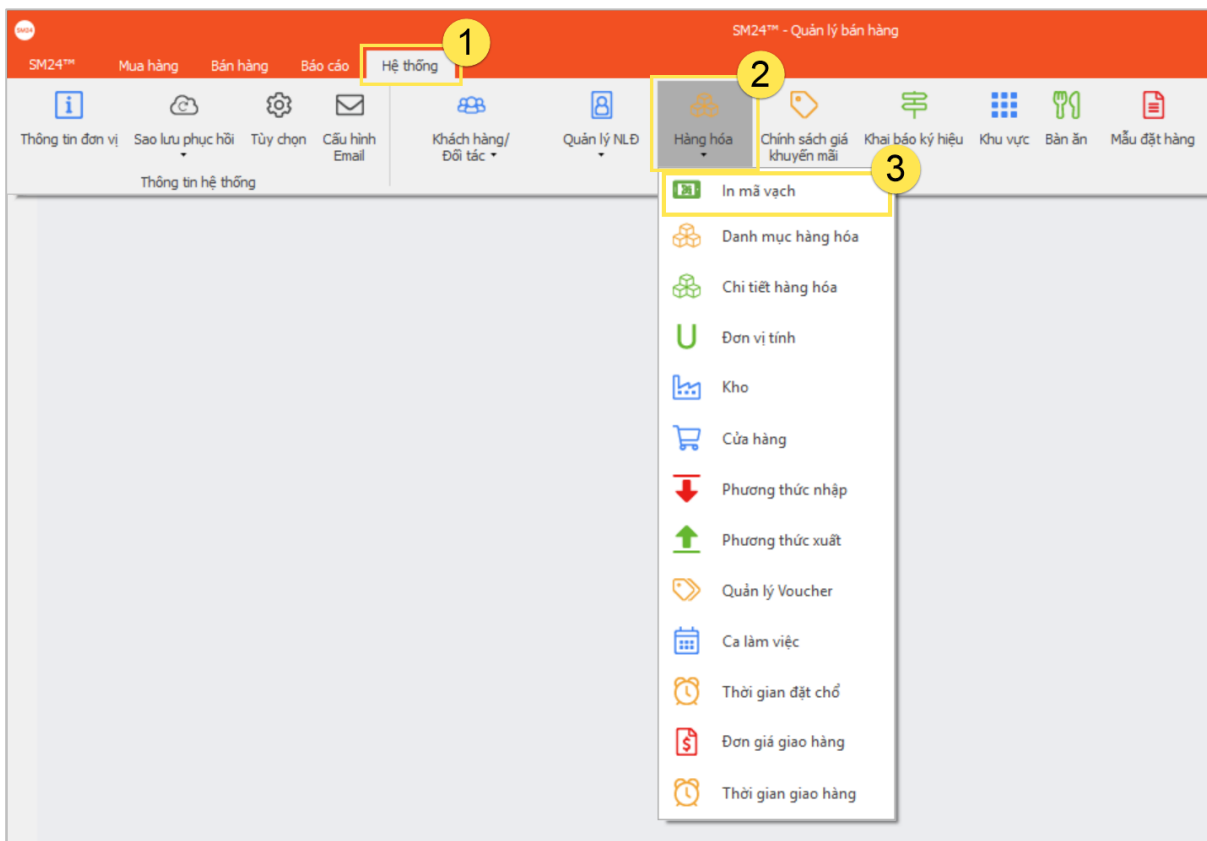 SM24
SM24™ - Quản lý bán hàng
1
SM24™ Mua hàng Bán hàng Báo cáo Hệ thống
2
Thông tin đơn vị Sao lưu phục hồi Tùy chọn Cấu hình Email Khách hàng/ Đối tác Quản lý NLĐ Hàng hóa Chính sách giá khuyến mãi Khai báo ký hiệu Khu vực Bàn ăn Mẫu đặt hàng
Thông tin hệ thống
3
In mã vạch
Danh mục hàng hóa
Chi tiết hàng hóa
Đơn vị tính
Kho
Cửa hàng
Phương thức nhập
Phương thức xuất
Quản lý Voucher
Ca làm việc
Thời gian đặt chổ
Đơn giá giao hàng
Thời gian giao hàng